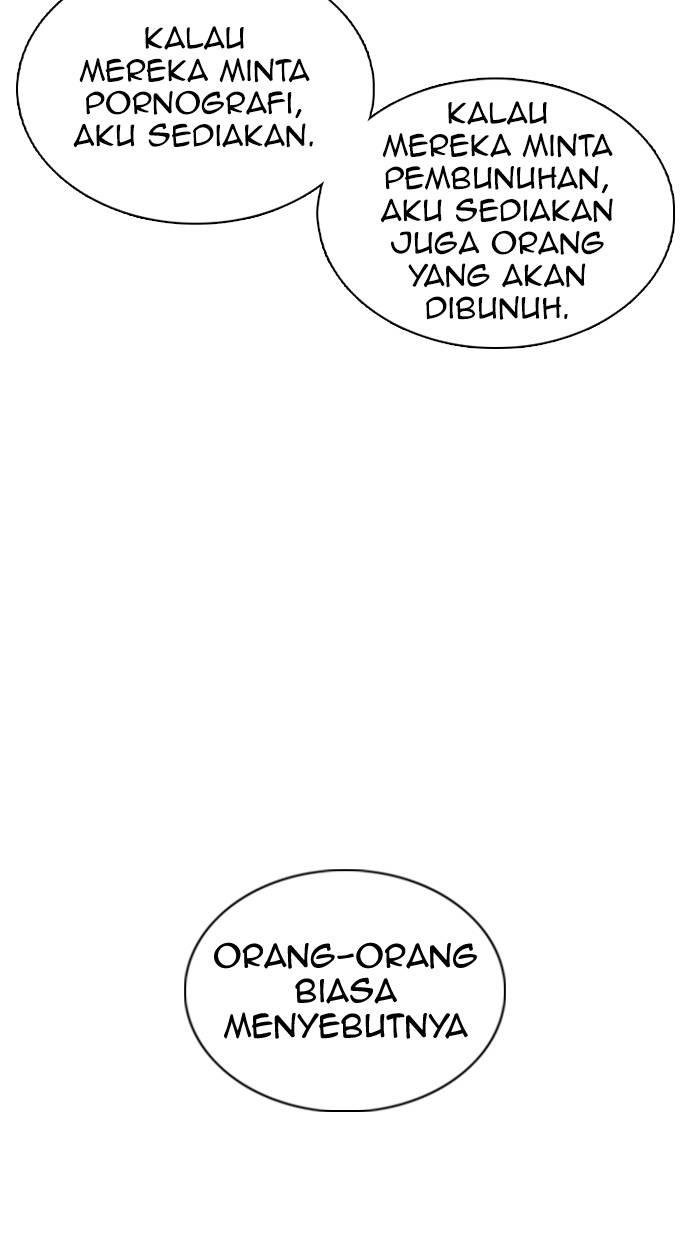 KALAU
MEREKA MINTA
PORNOGRAFI,
AKU SEDIAKAN.
KALAU
MEREKA MINTA
PEMBUNUHAN,
AKU SEDIAKAN
JUGA ORANG
YANG AKAN
DIBUNUH.
ORANG-ORANG
BIASA
MENYEBUTNYA